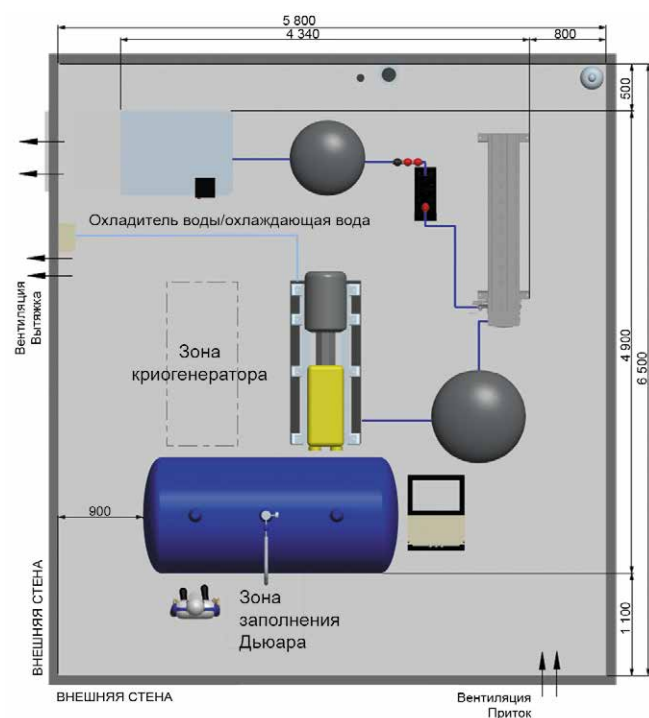 5 800
4 340
800
500
Охладитель воды/охлаждающая вода
Вентиляция
Вытяжка
Зона
криогенератора
4 900
6 500
900
Зона
заполнения
Дьюара
1 100
ВНЕШНЯЯ СТЕНА
ВНЕШНЯЯ СТЕНА
Вентиляция
Приток